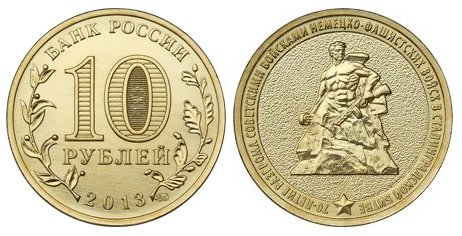 БАНК РОССИИ
10
РУБЛЕЙ
2013
70-ЛЕТИЕ РАЗГРОМА СОВЕТСКИМИ ВОЙСКАМИ НЕМЕЦКО-ФАШИСТСКИХ ВОЙСК В СТАЛИНГРАДСКОЙ БИТВЕ